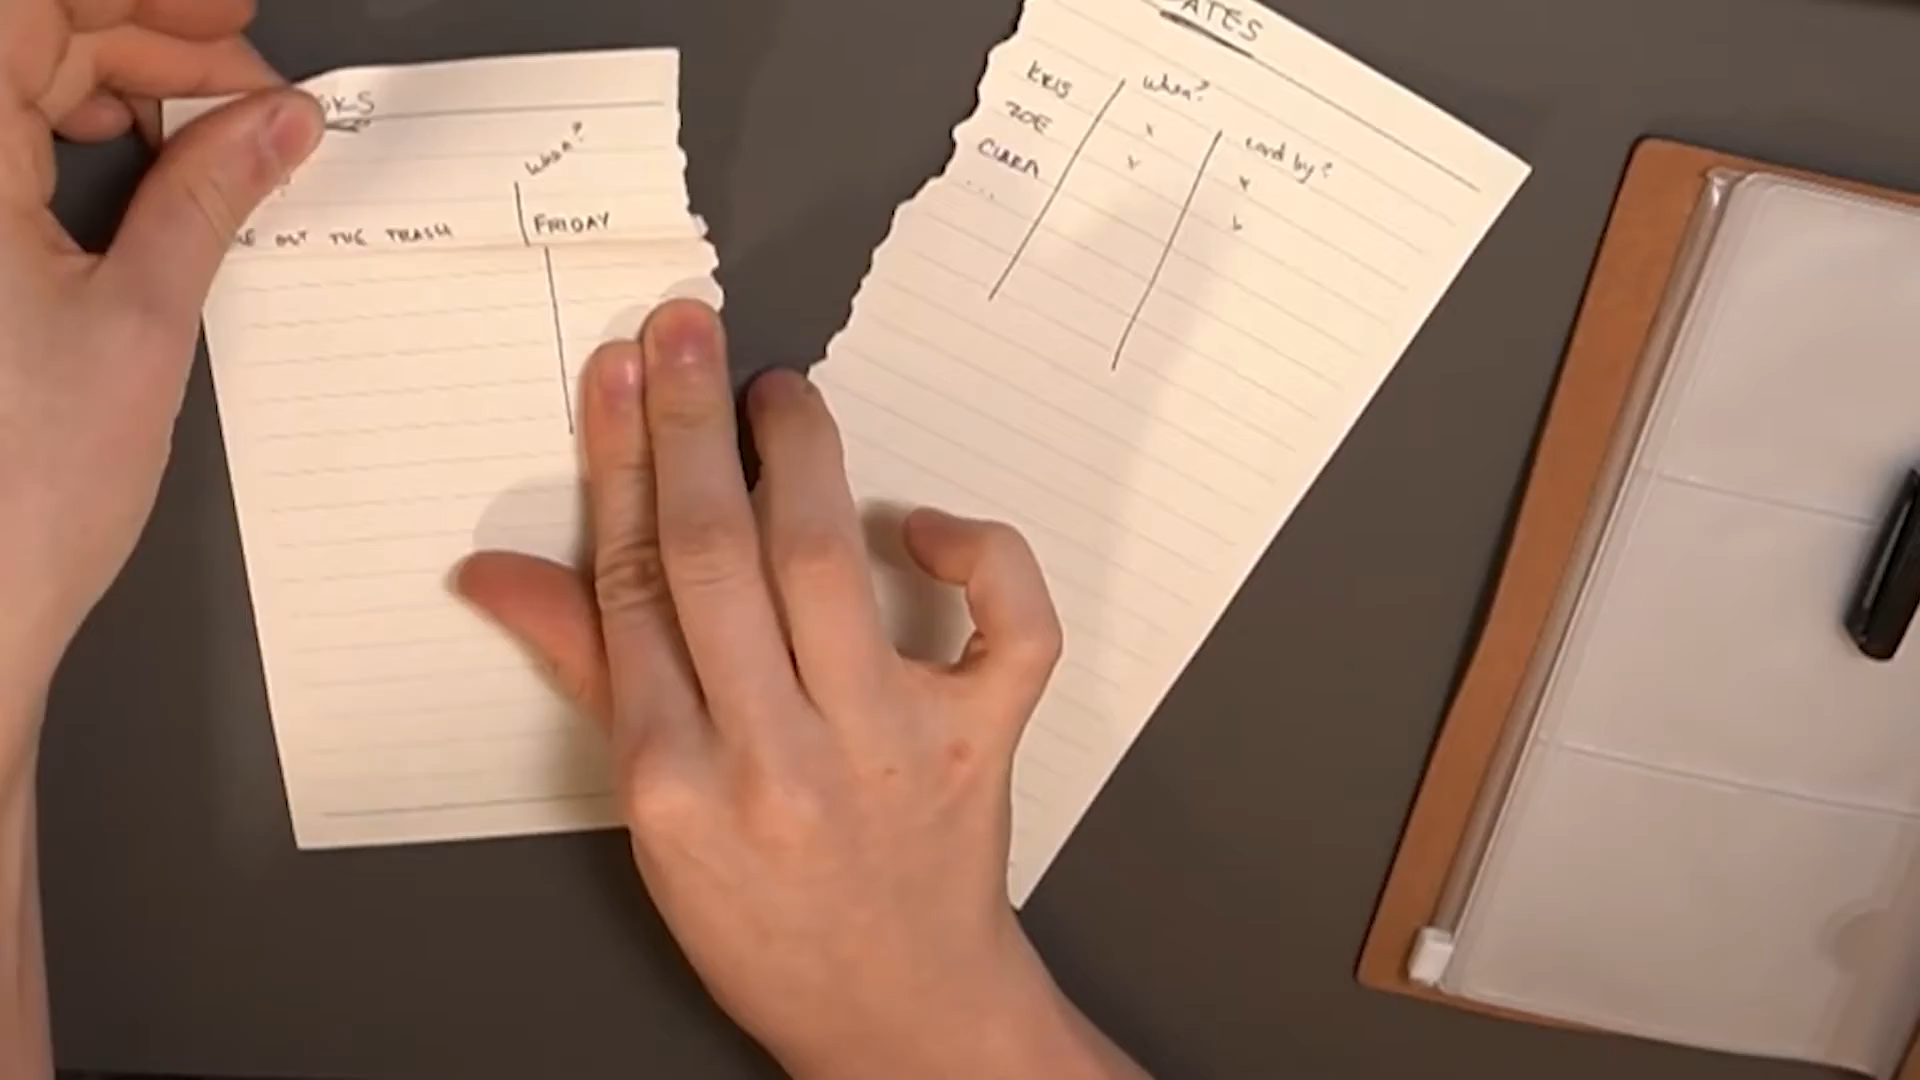 When?
OUT THE TRASH
FRIDAY
KRIS
ZOE
CLARA
...
When?
x
x
card by?
x